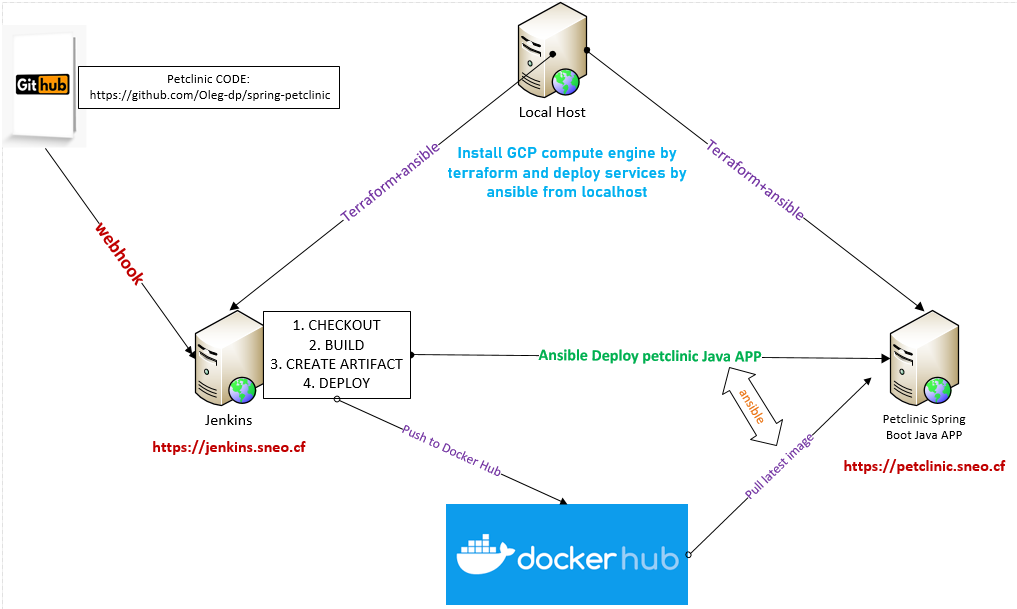 Git hub
Petclinic CODE:
https://github.com/Oleg-dp/spring-petclinic
Local Host
Install GCP compute engine by
terraform and deploy services by
ansible from localhost
Terraform+ansible
Terraform+ansible
webhook
1. CHECKOUT
2. BUILD
3. CREATE ARTIFACT
4. DEPLOY
Jenkins
https://jenkins.sneo.cf
Ansible Deploy petclinic Java APP
ansible
Petclinic Spring
Boot Java APP
https://petclinic.sneo.cf
Push to Docker Hub
Pull latest image
docker hub